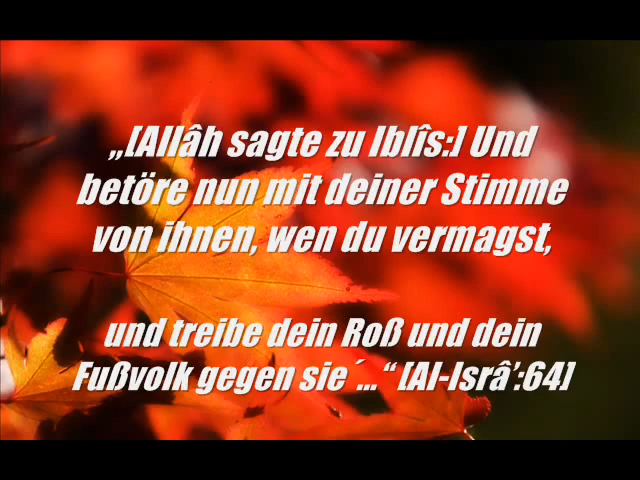 „[Allâh sagte zu Iblîs:] Und
betöre nun mit deiner Stimme
von ihnen, wen du vermagst,
und treibe dein Roß und dein
Fußvolk gegen sie ´...“ [Al-Isrâ’:64]